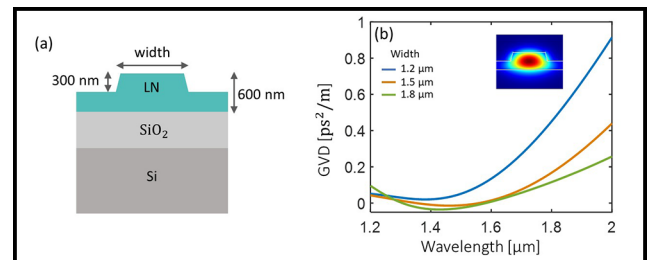 (a)
width
300 nm
LN
600 nm
SiO₂
Si
(b)
Width
1.2 μm
1.5 μm
1.8 μm
GVD [ps²/m]
1
0.8
0.6
0.4
0.2
0
1.2
1.4
1.6
1.8
2
Wavelength [μm]